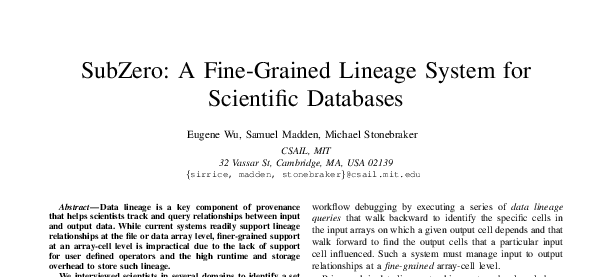 SubZero: A Fine-Grained Lineage System for
Scientific Databases
Eugene Wu, Samuel Madden, Michael Stonebraker
CSAIL, MIT
32 Vassar St, Cambridge, MA, USA 02139
{sirrice, madden, stonebraker}@csail.mit.edu
Abstract—Data lineage is a key component of provenance
that helps scientists track and query relationships between input
and output data. While current systems readily support lineage
relationships at the file or data array level, finer-grained support
at an array-cell level is impractical due to the lack of support
for user defined operators and the high runtime and storage
overhead to store such lineage.
We interviewed scientists in several domains to identify a set
workflow debugging by executing a series of data lineage
queries that walk backward to identify the specific cells in
the input arrays on which a given output cell depends and that
walk forward to find the output cells that a particular input
cell influenced. Such a system must manage input to output
relationships at a fine-grained array-cell level.